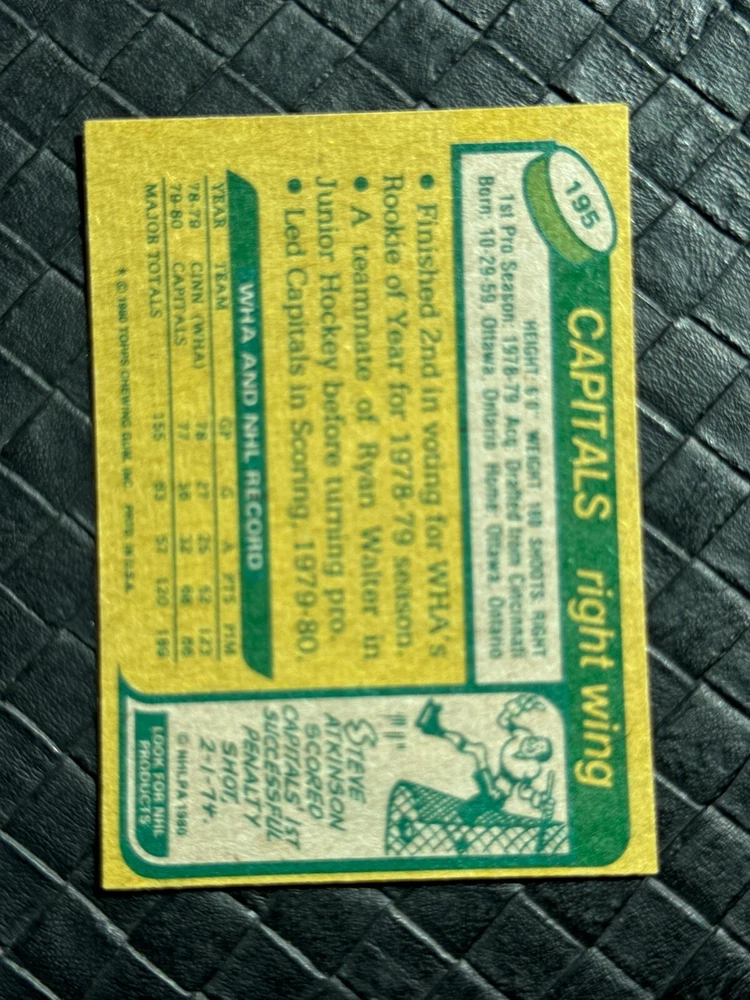 195
CAPITALS right wing
HEIGHT: 6'0" WEIGHT: 180 SHOOTS: RIGHT
1st Pro Season: 1978-79 Acq: Drafted from Cincinnati
Born: 10-29-59, Ottawa, Ontario Home: Ottawa, Ontario
• Finished 2nd in voting for WHA's
Rookie of Year for 1978-79 season.
• A teammate of Ryan Walter in
Junior Hockey before turning pro.
• Led Capitals in Scoring, 1979-80.
WHA AND NHL RECORD
YEAR TEAM GP G A PTS PIM
78-79 CINN (WHA) 78 27 25 52 123
79-80 CAPITALS 77 36 32 68 66
MAJOR TOTALS 155 63 57 120 189
* © 1980 TOPPS CHEWING GUM, INC. PRTD. IN U.S.A.
STEVE
ATKINSON
SCORED
CAPITALS' 1ST
SUCCESSFUL
PENALTY
SHOT,
2-1-74.
© NHLPA 1980
LOOK FOR NHL
PRODUCTS